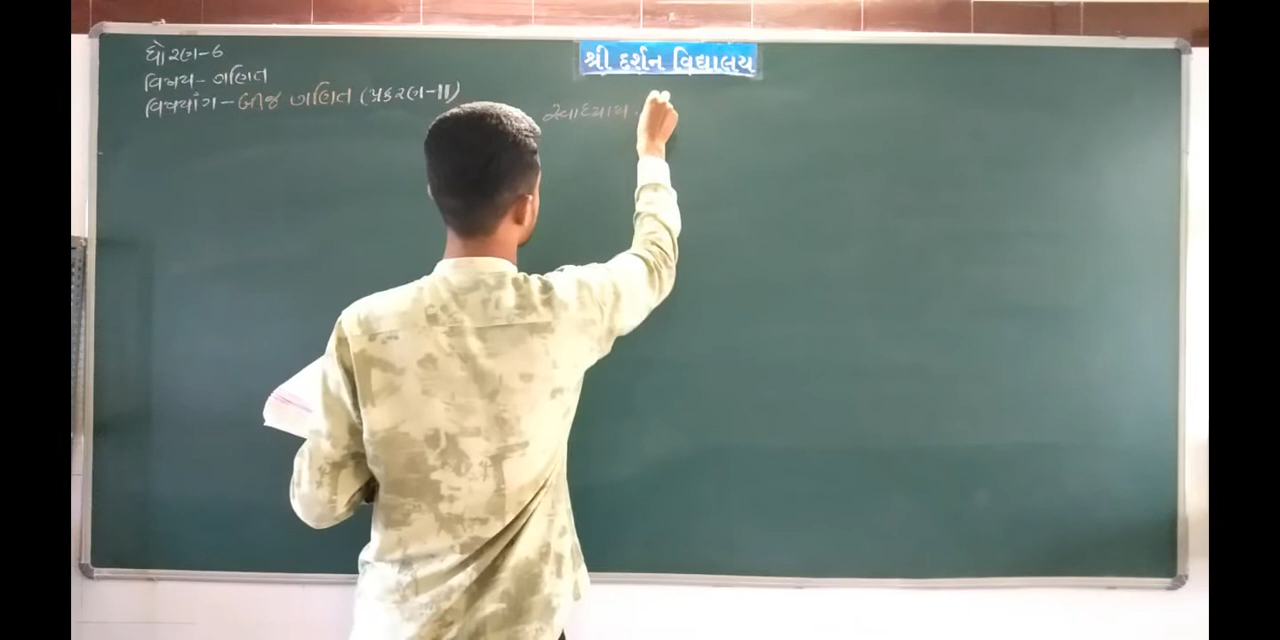 શ્રી દર્શન વિદ્યાલય
ધોરણ-6
વિષય- ગણિત
વિષયાંગ - બીજ ગણિત (પ્રકરણ-11)
સ્વાધ્યાય